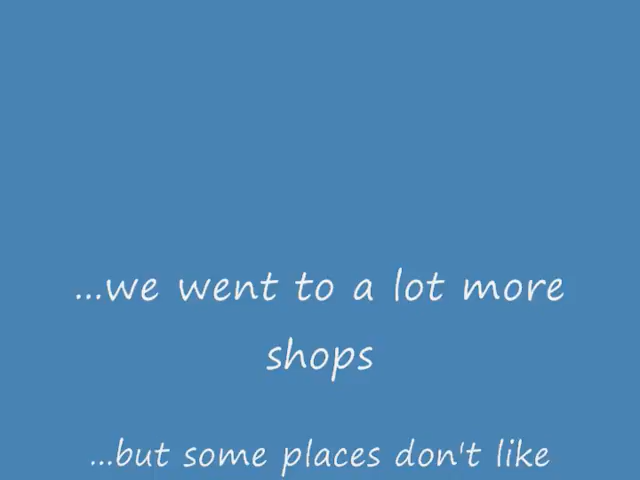 ...we went to a lot more
shops
...but some places don't like